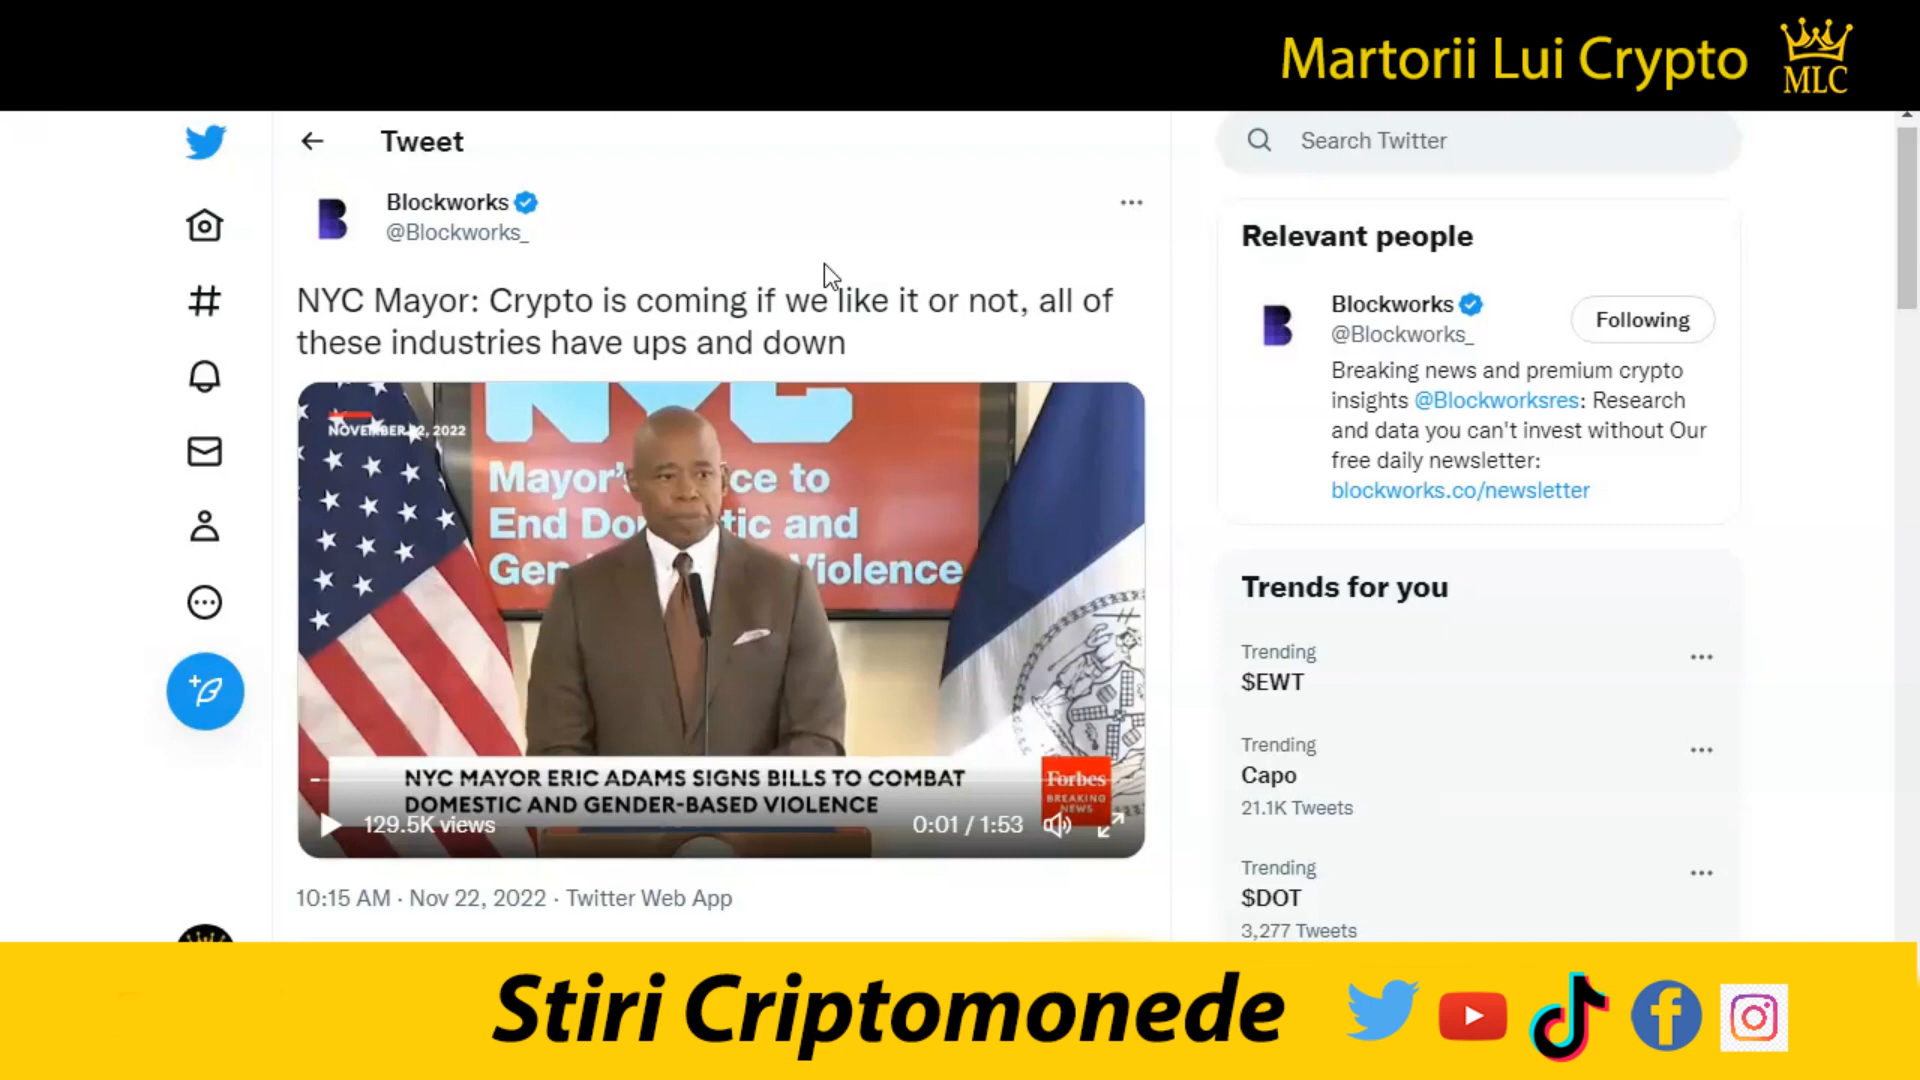 Martorii Lui Crypto
MLC
Tweet
Search Twitter
Blockworks
@Blockworks_
NYC Mayor: Crypto is coming if we like it or not, all of
these industries have ups and down
NOVEMBER 22, 2022
NYC
Mayor's ce to
End Do tic and
Gen Violence
NYC MAYOR ERIC ADAMS SIGNS BILLS TO COMBAT
DOMESTIC AND GENDER-BASED VIOLENCE
Forbes
BREAKING
NEWS
129.5K views
0:01 / 1:53
10:15 AM · Nov 22, 2022 · Twitter Web App
Relevant people
Blockworks
@Blockworks_
Following
Breaking news and premium crypto
insights @Blockworksres: Research
and data you can't invest without Our
free daily newsletter:
blockworks.co/newsletter
Trends for you
Trending
$EWT
Trending
Capo
21.1K Tweets
Trending
$DOT
3,277 Tweets
Stiri Criptomonede